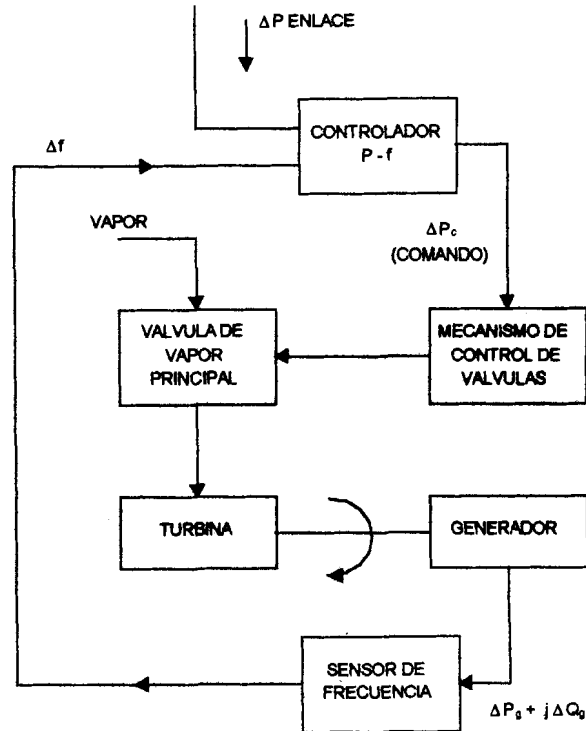 ΔP ENLACE
CONTROLADOR
P - f
Δf
VAPOR
ΔPc
(COMANDO)
VALVULA DE
VAPOR
PRINCIPAL
MECANISMO DE
CONTROL DE
VALVULAS
TURBINA
GENERADOR
SENSOR DE
FRECUENCIA
ΔPg + j ΔQg